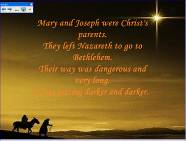 Mary and Joseph were Christ's
parents.
They left Nazareth to go to
Bethlehem.
Their way was dangerous and
very long.
was getting darker and darker.